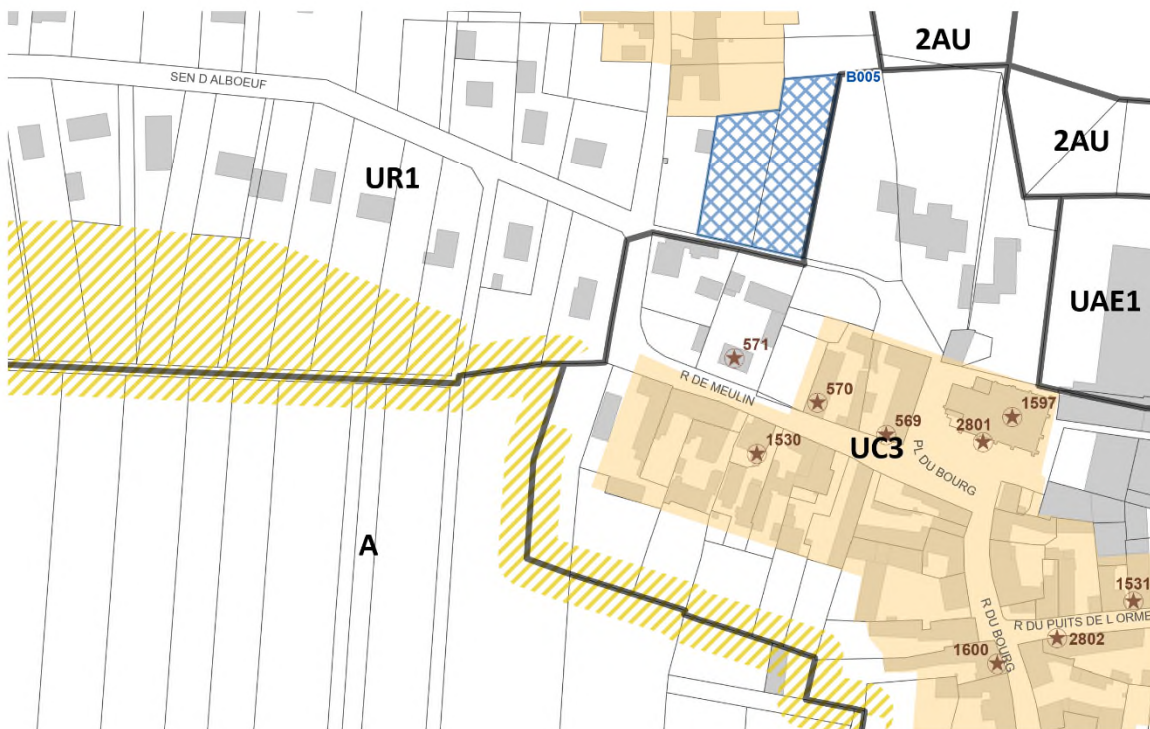 2AU
B005
SEN D ALBOEUF
2AU
UR1
UAE1
571
R DE MEULIN
570
1597
569
2801
1530
UC3
PL DU BOURG
A
1531
R DU BOURG
R DU PUITS DE L ORME
2802
1600